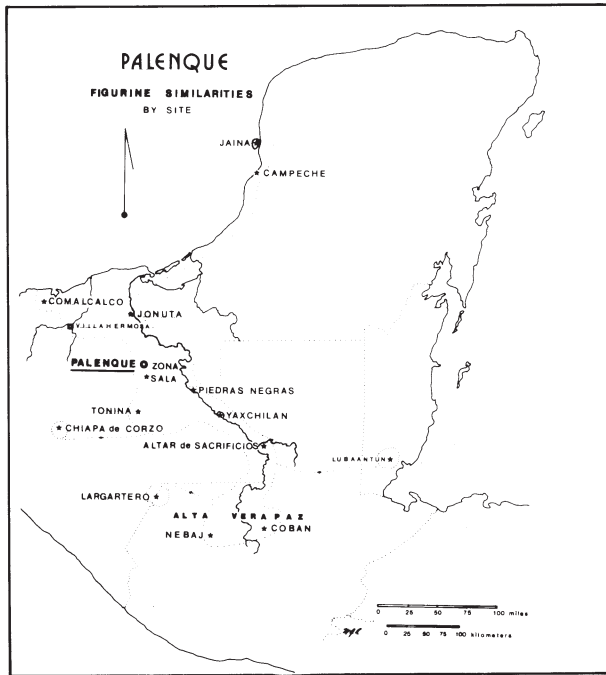 PALENQUE
FIGURINE SIMILARITIES
BY SITE
JAINA
CAMPECHE
COMALCALCO
JONUTA
VILLAHERMOSA
PALENQUE ZONA
SALA
PIEDRAS NEGRAS
TONINA
YAXCHILAN
CHIAPA de CORZO
ALTAR de SACRIFICIOS
LUBAANTUN
LARGARTERO
ALTA VERAPAZ
COBAN
NEBAJ
0 25 50 75 100 miles
0 25 50 75 100 kilometers